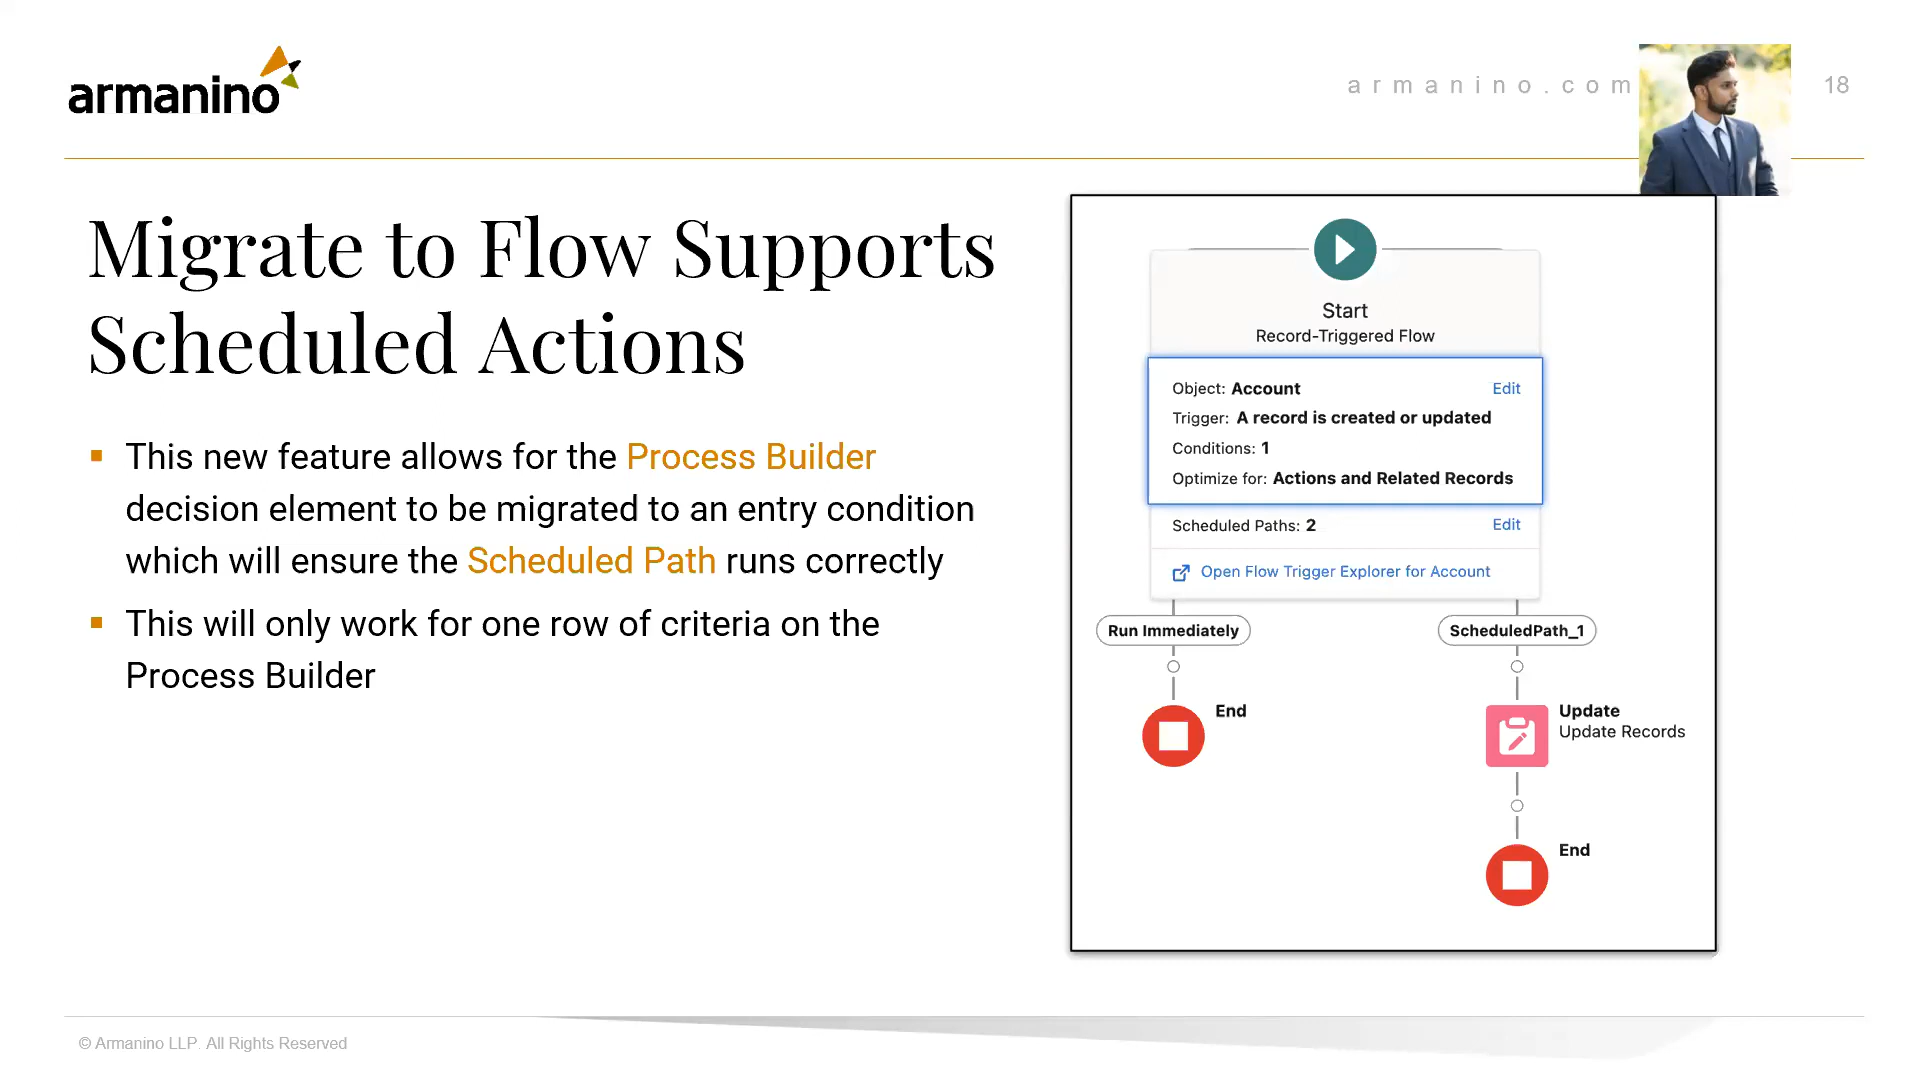 armanino
armanino.com
18
Migrate to Flow Supports
Scheduled Actions
This new feature allows for the Process Builder
decision element to be migrated to an entry condition
which will ensure the Scheduled Path runs correctly
This will only work for one row of criteria on the
Process Builder
Start
Record-Triggered Flow
Object: Account Edit
Trigger: A record is created or updated
Conditions: 1
Optimize for: Actions and Related Records
Scheduled Paths: 2 Edit
Open Flow Trigger Explorer for Account
Run Immediately
ScheduledPath_1
End
Update
Update Records
End
© Armanino LLP. All Rights Reserved